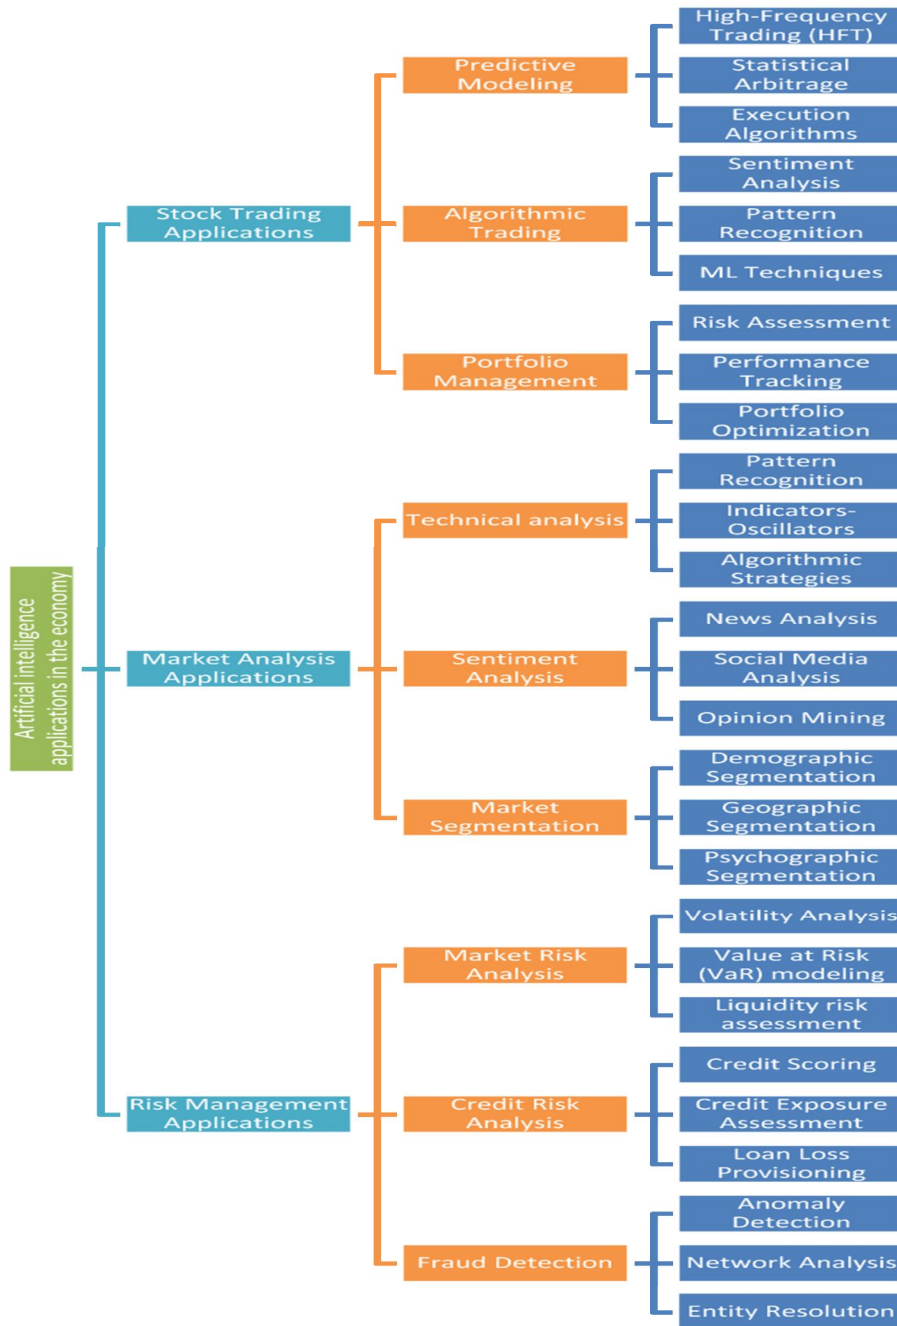 Artificial intelligence
applications in the economy
Stock Trading
Applications
Predictive
Modeling
High-Frequency
Trading (HFT)
Statistical
Arbitrage
Execution
Algorithms
Algorithmic
Trading
Sentiment
Analysis
Pattern
Recognition
ML Techniques
Portfolio
Management
Risk Assessment
Performance
Tracking
Portfolio
Optimization
Market Analysis
Applications
Technical analysis
Pattern
Recognition
Indicators-
Oscillators
Algorithmic
Strategies
Sentiment
Analysis
News Analysis
Social Media
Analysis
Opinion Mining
Market
Segmentation
Demographic
Segmentation
Geographic
Segmentation
Psychographic
Segmentation
Risk Management
Applications
Market Risk
Analysis
Volatility Analysis
Value at Risk
(VaR) modeling
Liquidity risk
assessment
Credit Risk
Analysis
Credit Scoring
Credit Exposure
Assessment
Loan Loss
Provisioning
Fraud Detection
Anomaly
Detection
Network Analysis
Entity Resolution